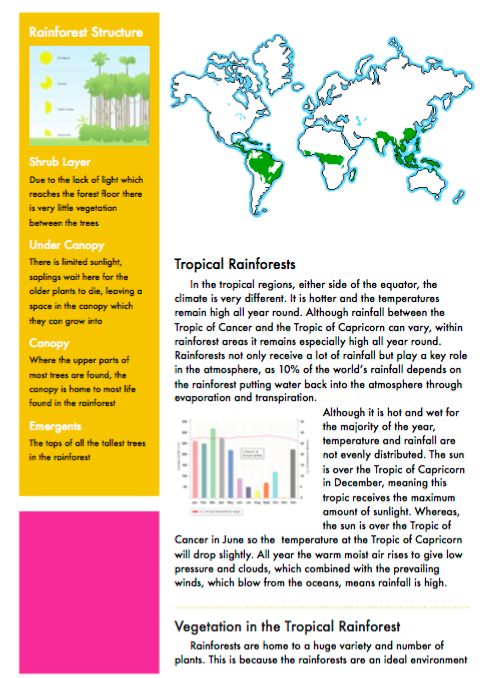 Rainforest Structure
Shrub Layer
Due to the lack of light which
reaches the forest floor there
is very little vegetation
between the trees
Under Canopy
There is limited sunlight,
saplings wait here for the
older plants to die, leaving a
space in the canopy which
they can grow into
Canopy
Where the upper parts of
most trees are found, the
canopy is home to most life
found in the rainforest
Emergents
The tops of all the tallest trees
in the rainforest
Tropical Rainforests
In the tropical regions, either side of the equator, the
climate is very different. It is hotter and the temperatures
remain high all year round. Although rainfall between the
Tropic of Cancer and the Tropic of Capricorn can vary, within
rainforest areas it remains especially high all year round.
Rainforests not only receive a lot of rainfall but play a key role
in the atmosphere, as 10% of the world's rainfall depends on
the rainforest putting water back into the atmosphere through
evaporation and transpiration.
Although it is hot and wet for
the majority of the year,
temperature and rainfall are
not evenly distributed. The sun
is over the Tropic of Capricorn
in December, meaning this
tropic receives the maximum
amount of sunlight. Whereas,
the sun is over the Tropic of
Cancer in June so the temperature at the Tropic of Capricorn
will drop slightly. All year the warm moist air rises to give low
pressure and clouds, which combined with the prevailing
winds, which blow from the oceans, means rainfall is high.
Vegetation in the Tropical Rainforest
Rainforests are home to a huge variety and number of
plants. This is because the rainforests are an ideal environment